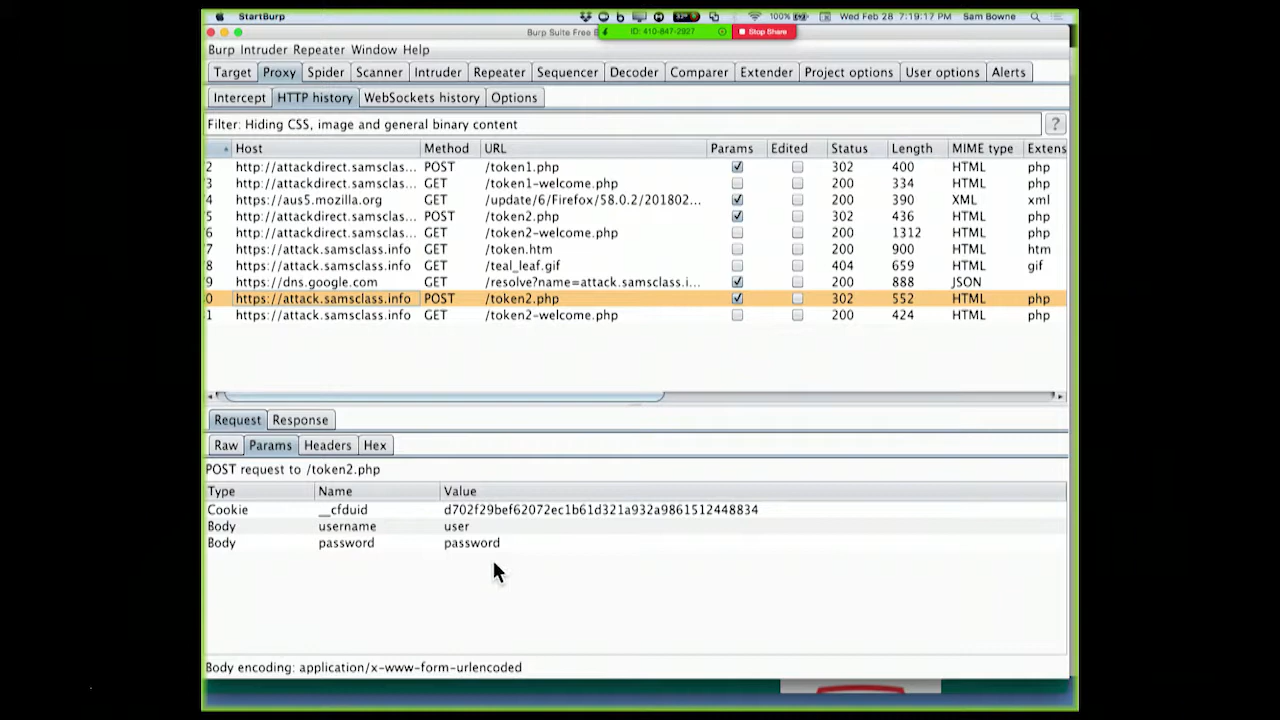 StartBurp 100% Wed Feb 28 7:19:17 PM Sam Bowne
Burp Suite Free E ID: 410-847-2927 Stop Share
Burp Intruder Repeater Window Help
Target Proxy Spider Scanner Intruder Repeater Sequencer Decoder Comparer Extender Project options User options Alerts
Intercept HTTP history WebSockets history Options
Filter: Hiding CSS, image and general binary content ?
Host Method URL Params Edited Status Length MIME type Extens
2 http://attackdirect.samsclas... POST /token1.php 302 400 HTML php
3 http://attackdirect.samsclas... GET /token1-welcome.php 200 334 HTML php
4 https://aus5.mozilla.org GET /update/6/Firefox/58.0.2/201802... 200 390 XML xml
5 http://attackdirect.samsclas... POST /token2.php 302 436 HTML php
6 http://attackdirect.samsclas... GET /token2-welcome.php 200 1312 HTML php
7 https://attack.samsclass.info GET /token.htm 200 900 HTML htm
8 https://attack.samsclass.info GET /teal_leaf.gif 404 659 HTML gif
9 https://dns.google.com GET /resolve?name=attack.samsclass.i... 200 888 JSON
0 https://attack.samsclass.info POST /token2.php 302 552 HTML php
1 https://attack.samsclass.info GET /token2-welcome.php 200 424 HTML php
Request Response
Raw Params Headers Hex
POST request to /token2.php
Type Name Value
Cookie __cfduid d702f29bef62072ec1b61d321a932a9861512448834
Body username user
Body password password
Body encoding: application/x-www-form-urlencoded